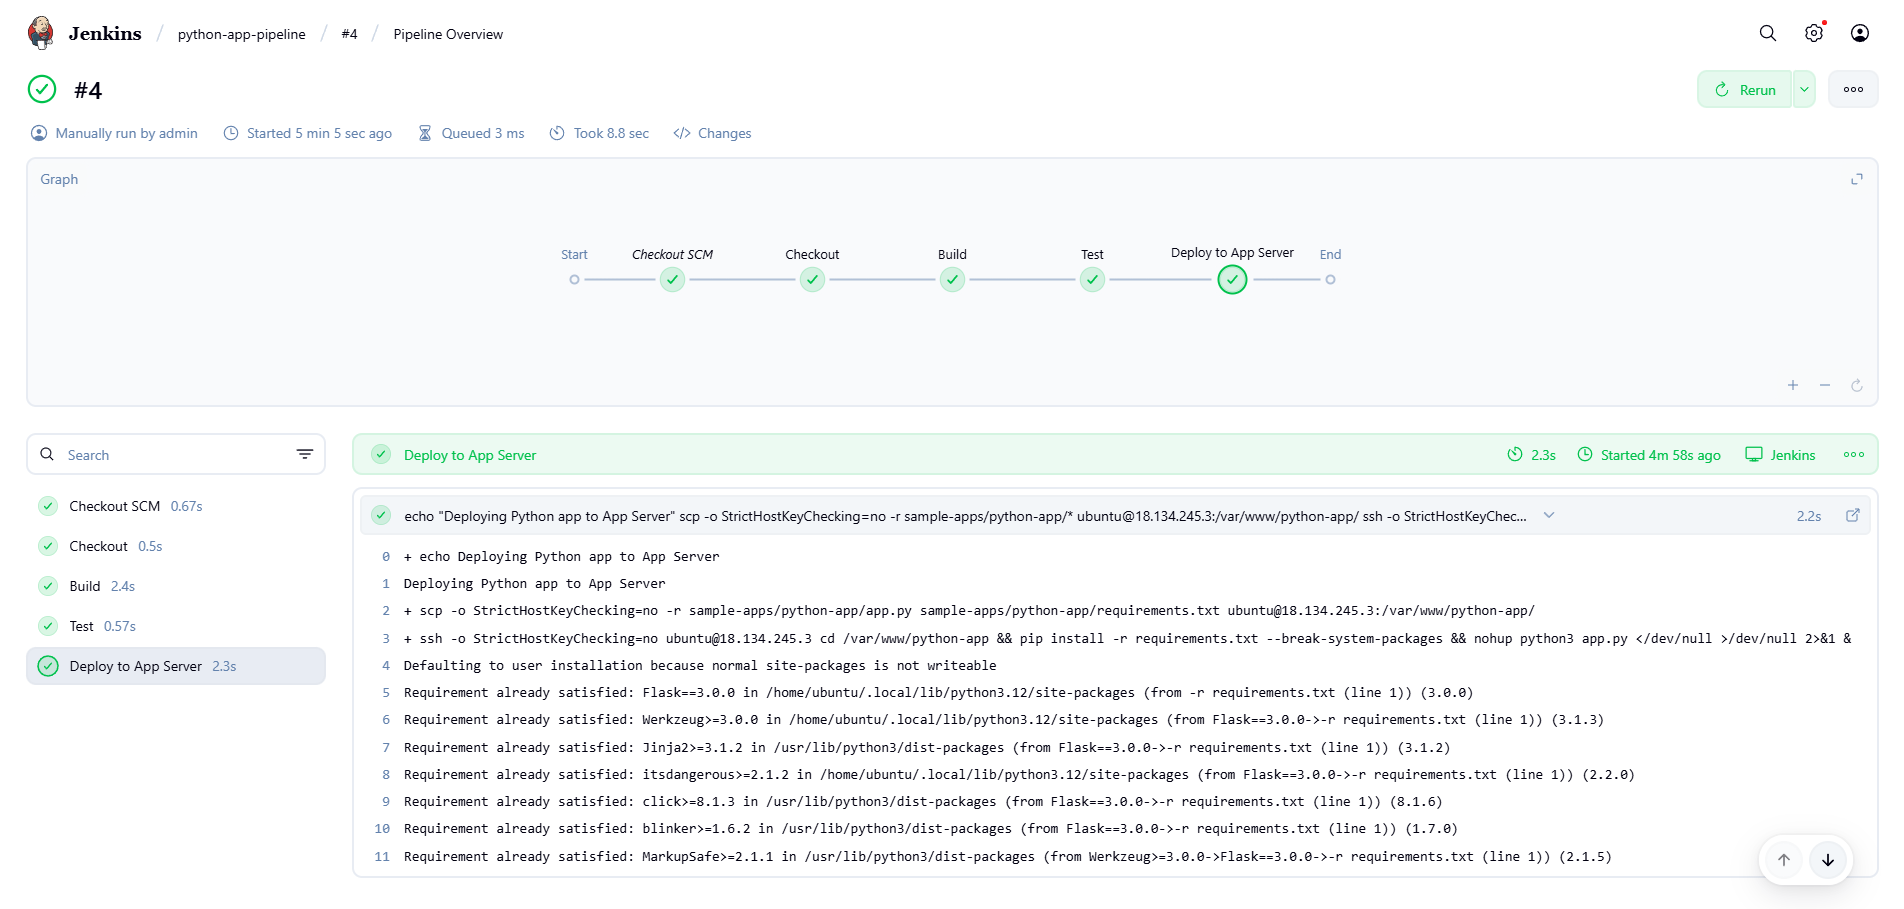 Jenkins / python-app-pipeline / #4 / Pipeline Overview
#4
Rerun
Manually run by admin Started 5 min 5 sec ago Queued 3 ms Took 8.8 sec Changes
Graph
Start Checkout SCM Checkout Build Test Deploy to App Server End
Search
Checkout SCM 0.67s
Checkout 0.5s
Build 2.4s
Test 0.57s
Deploy to App Server 2.3s
Deploy to App Server 2.3s Started 4m 58s ago Jenkins
echo "Deploying Python app to App Server" scp -o StrictHostKeyChecking=no -r sample-apps/python-app/* ubuntu@18.134.245.3:/var/www/python-app/ ssh -o StrictHostKeyChec... 2.2s
0 + echo Deploying Python app to App Server
1 Deploying Python app to App Server
2 + scp -o StrictHostKeyChecking=no -r sample-apps/python-app/app.py sample-apps/python-app/requirements.txt ubuntu@18.134.245.3:/var/www/python-app/
3 + ssh -o StrictHostKeyChecking=no ubuntu@18.134.245.3 cd /var/www/python-app && pip install -r requirements.txt --break-system-packages && nohup python3 app.py </dev/null >/dev/null 2>&1 &
4 Defaulting to user installation because normal site-packages is not writeable
5 Requirement already satisfied: Flask==3.0.0 in /home/ubuntu/.local/lib/python3.12/site-packages (from -r requirements.txt (line 1)) (3.0.0)
6 Requirement already satisfied: Werkzeug>=3.0.0 in /home/ubuntu/.local/lib/python3.12/site-packages (from Flask==3.0.0->-r requirements.txt (line 1)) (3.1.3)
7 Requirement already satisfied: Jinja2>=3.1.2 in /usr/lib/python3/dist-packages (from Flask==3.0.0->-r requirements.txt (line 1)) (3.1.2)
8 Requirement already satisfied: itsdangerous>=2.1.2 in /home/ubuntu/.local/lib/python3.12/site-packages (from Flask==3.0.0->-r requirements.txt (line 1)) (2.2.0)
9 Requirement already satisfied: click>=8.1.3 in /usr/lib/python3/dist-packages (from Flask==3.0.0->-r requirements.txt (line 1)) (8.1.6)
10 Requirement already satisfied: blinker>=1.6.2 in /usr/lib/python3/dist-packages (from Flask==3.0.0->-r requirements.txt (line 1)) (1.7.0)
11 Requirement already satisfied: MarkupSafe>=2.1.1 in /usr/lib/python3/dist-packages (from Werkzeug>=3.0.0->Flask==3.0.0->-r requirements.txt (line 1)) (2.1.5)